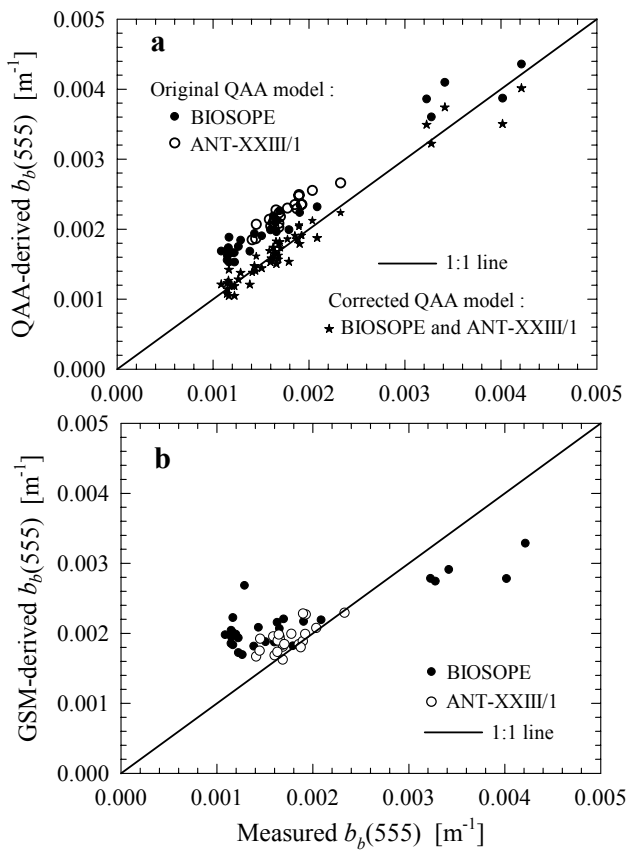 0.005
a
Original QAA model :
BIOSOPE
ANT-XXIII/1
0.004
0.003
0.002
0.001
0.000
QAA-derived b_b(555) [m⁻¹]
1:1 line
Corrected QAA model :
BIOSOPE and ANT-XXIII/1
0.000 0.001 0.002 0.003 0.004 0.005
0.005
b
0.004
0.003
0.002
0.001
0.000
GSM-derived b_b(555) [m⁻¹]
BIOSOPE
ANT-XXIII/1
1:1 line
0.000 0.001 0.002 0.003 0.004 0.005
Measured b_b(555) [m⁻¹]